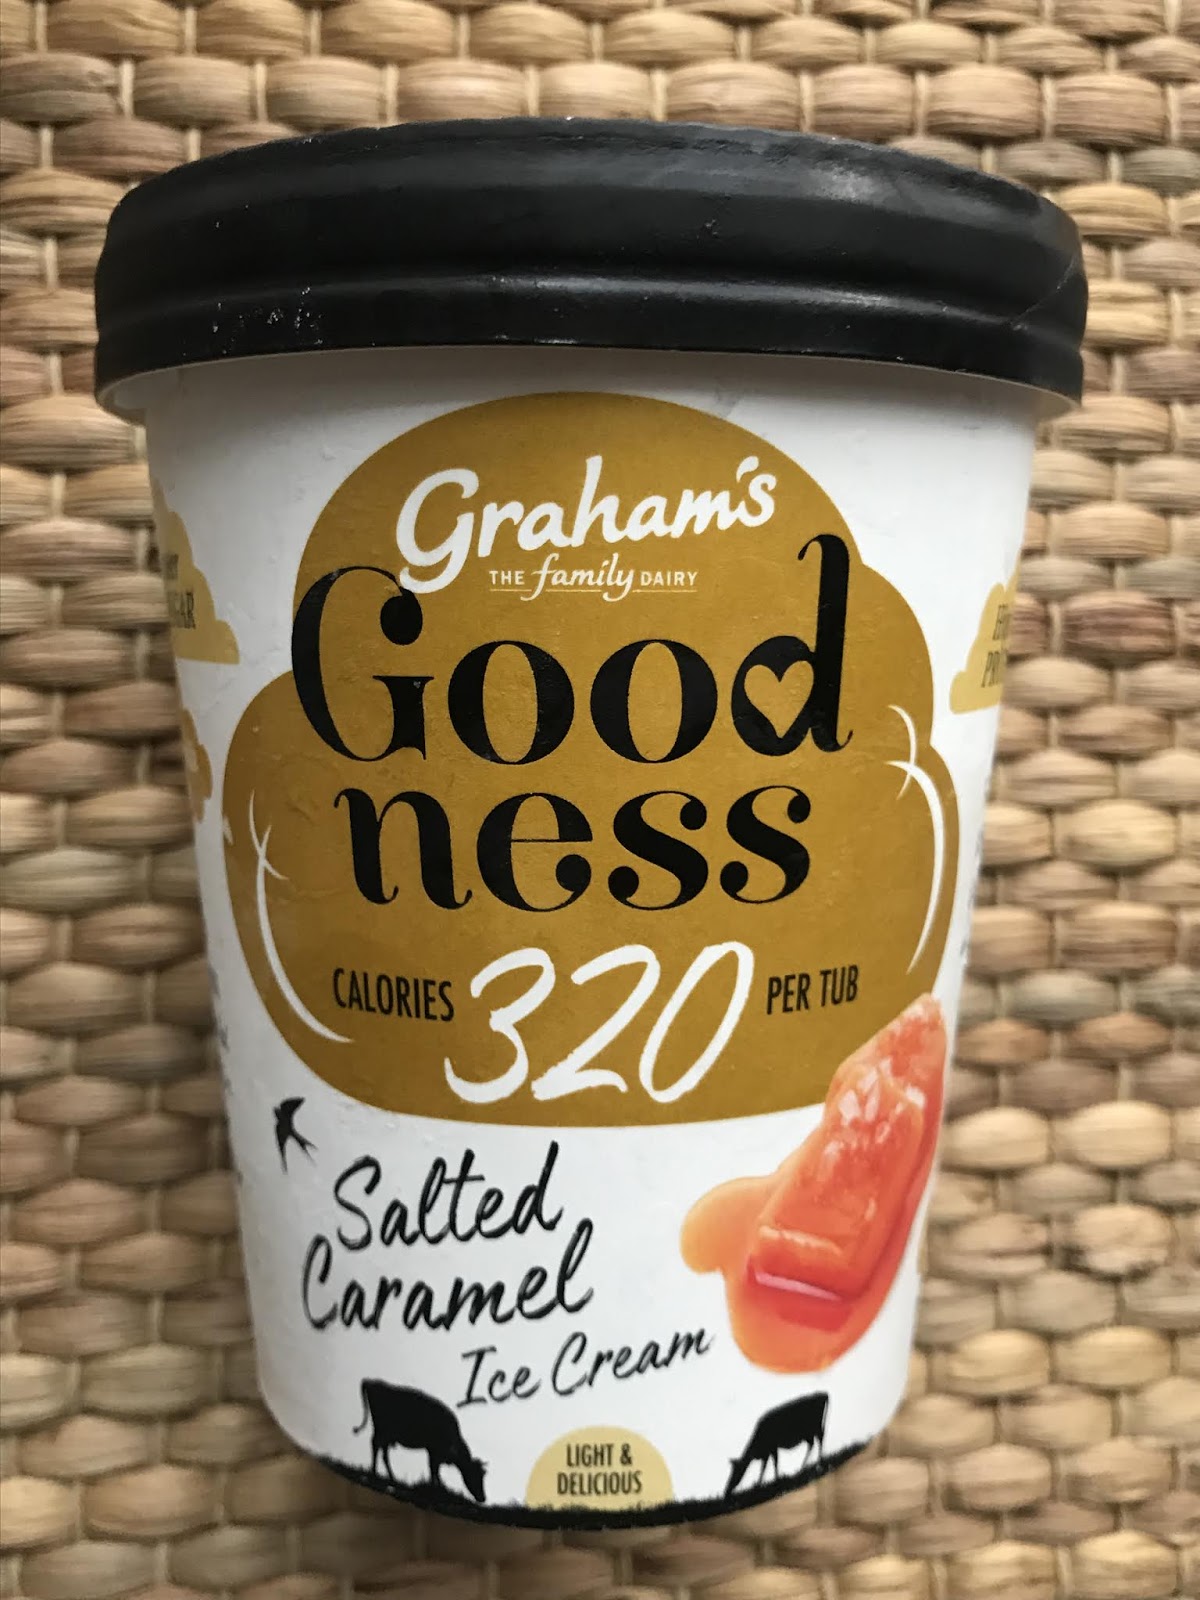 Graham's
THE family DAIRY
Good
ness
CALORIES 320 PER TUB
Salted
Caramel
Ice Cream
LIGHT &
DELICIOUS